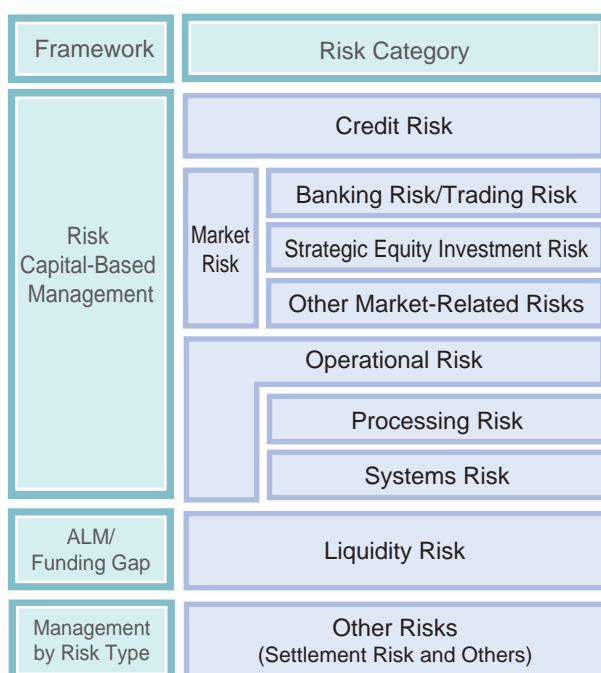 Framework
Risk Category
Risk
Capital-Based
Management
Credit Risk
Market
Risk
Banking Risk/Trading Risk
Strategic Equity Investment Risk
Other Market-Related Risks
Operational Risk
Processing Risk
Systems Risk
ALM/
Funding Gap
Liquidity Risk
Management
by Risk Type
Other Risks
(Settlement Risk and Others)